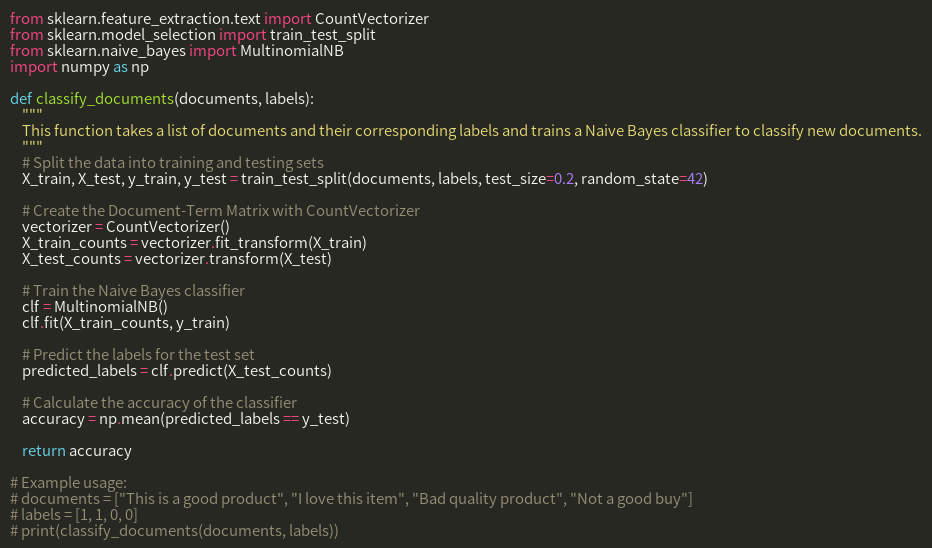 from sklearn.feature_extraction.text import CountVectorizer
from sklearn.model_selection import train_test_split
from sklearn.naive_bayes import MultinomialNB
import numpy as np

def classify_documents(documents, labels):
    """
    This function takes a list of documents and their corresponding labels and trains a Naive Bayes classifier to classify new documents.
    """
    # Split the data into training and testing sets
    X_train, X_test, y_train, y_test = train_test_split(documents, labels, test_size=0.2, random_state=42)

    # Create the Document-Term Matrix with CountVectorizer
    vectorizer = CountVectorizer()
    X_train_counts = vectorizer.fit_transform(X_train)
    X_test_counts = vectorizer.transform(X_test)

    # Train the Naive Bayes classifier
    clf = MultinomialNB()
    clf.fit(X_train_counts, y_train)

    # Predict the labels for the test set
    predicted_labels = clf.predict(X_test_counts)

    # Calculate the accuracy of the classifier
    accuracy = np.mean(predicted_labels == y_test)

    return accuracy

# Example usage:
# documents = ["This is a good product", "I love this item", "Bad quality product", "Not a good buy"]
# labels = [1, 1, 0, 0]
# print(classify_documents(documents, labels))